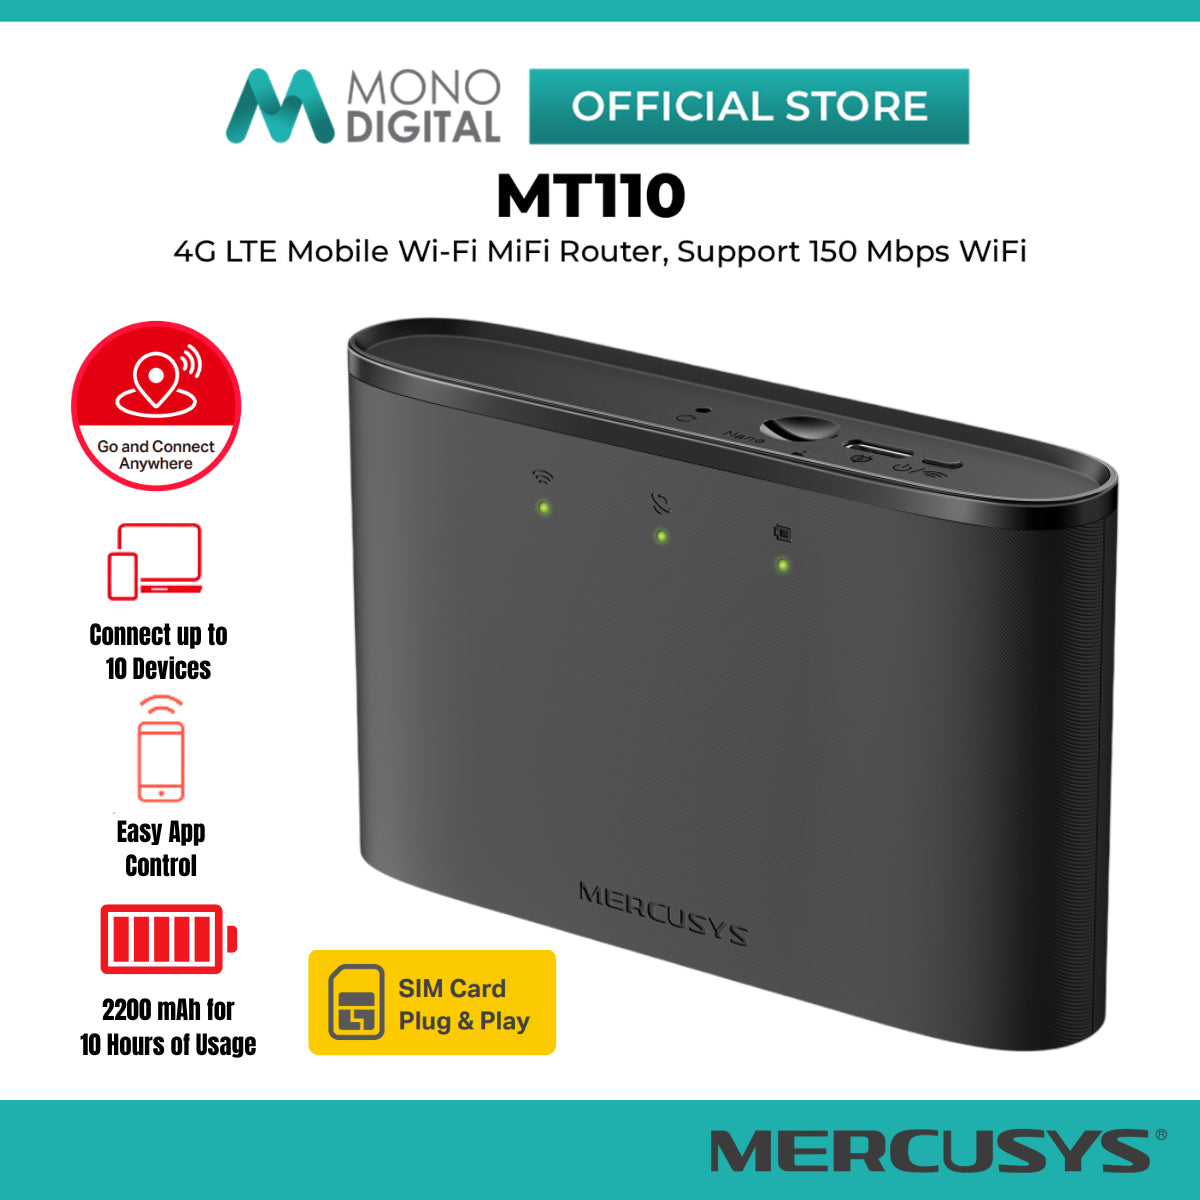 MONO
DIGITAL
OFFICIAL STORE
MT110
4G LTE Mobile Wi-Fi MiFi Router, Support 150 Mbps WiFi
Go and Connect
Anywhere
Nano
Connect up to
10 Devices
Easy App
Control
MERCUSYS
2200 mAh for
10 Hours of Usage
SIM Card
Plug & Play
MERCUSYS®